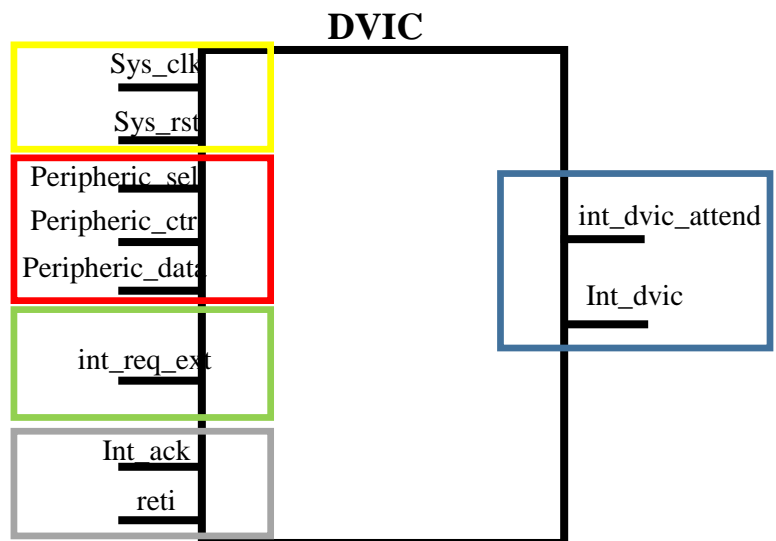 DVIC
Sys_clk
Sys_rst
Peripheric_sel
Peripheric_ctr
Peripheric_data
int_req_ext
Int_ack
reti
int_dvic_attend
Int_dvic